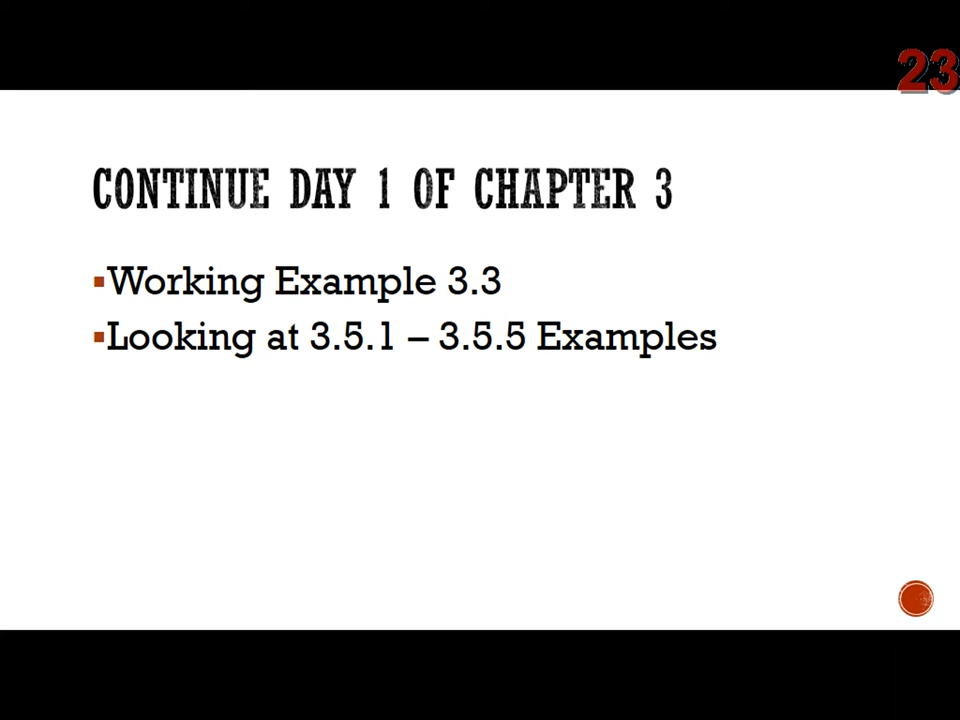 23
CONTINUE DAY 1 OF CHAPTER 3
▪Working Example 3.3
▪Looking at 3.5.1 – 3.5.5 Examples